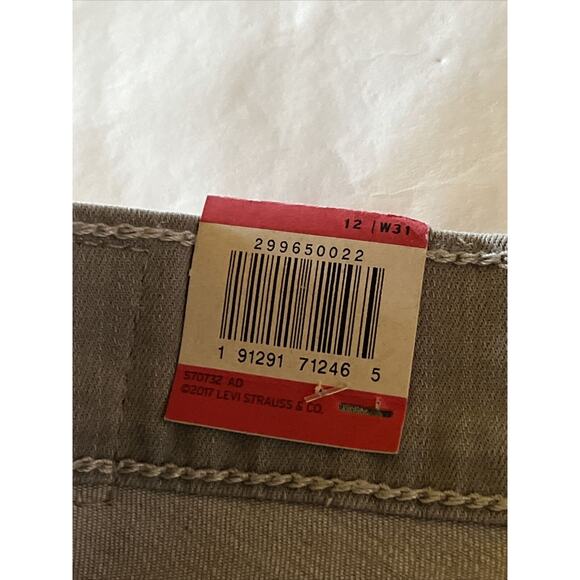 12 | W31
299650022
1 91291 71246 5
570732 AD
©2017 LEVI STRAUSS & CO.